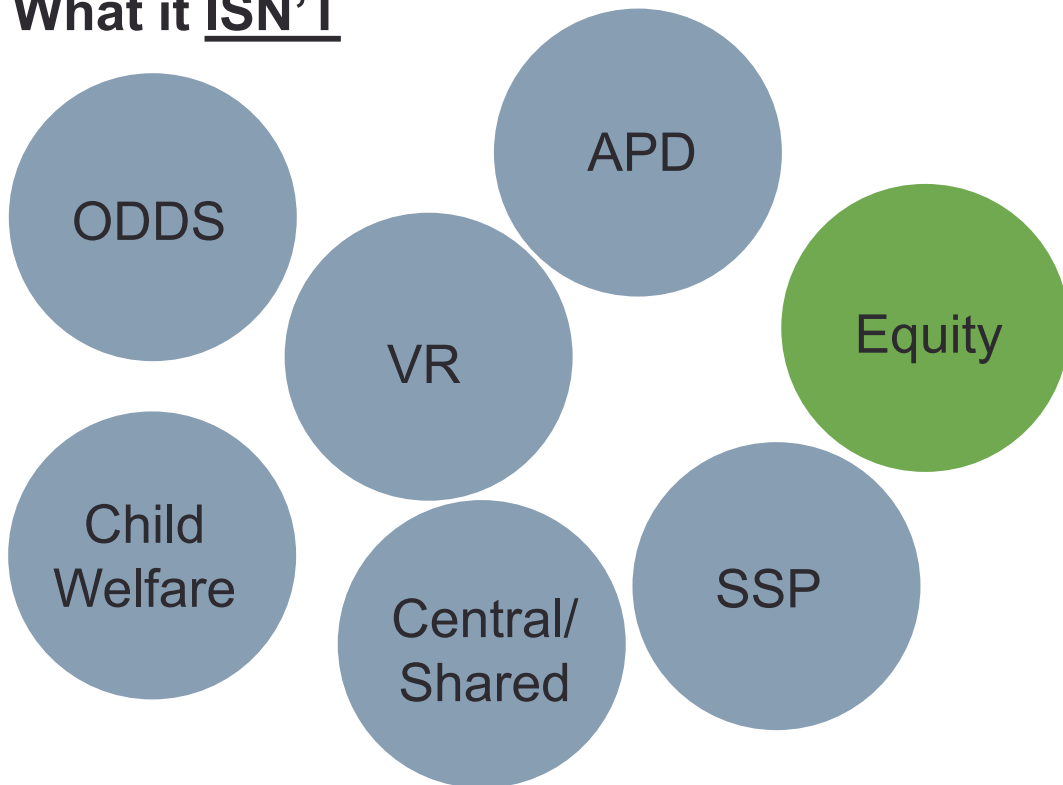 What it ISN’T
ODDS
APD
VR
Equity
Child
Welfare
Central/
Shared
SSP